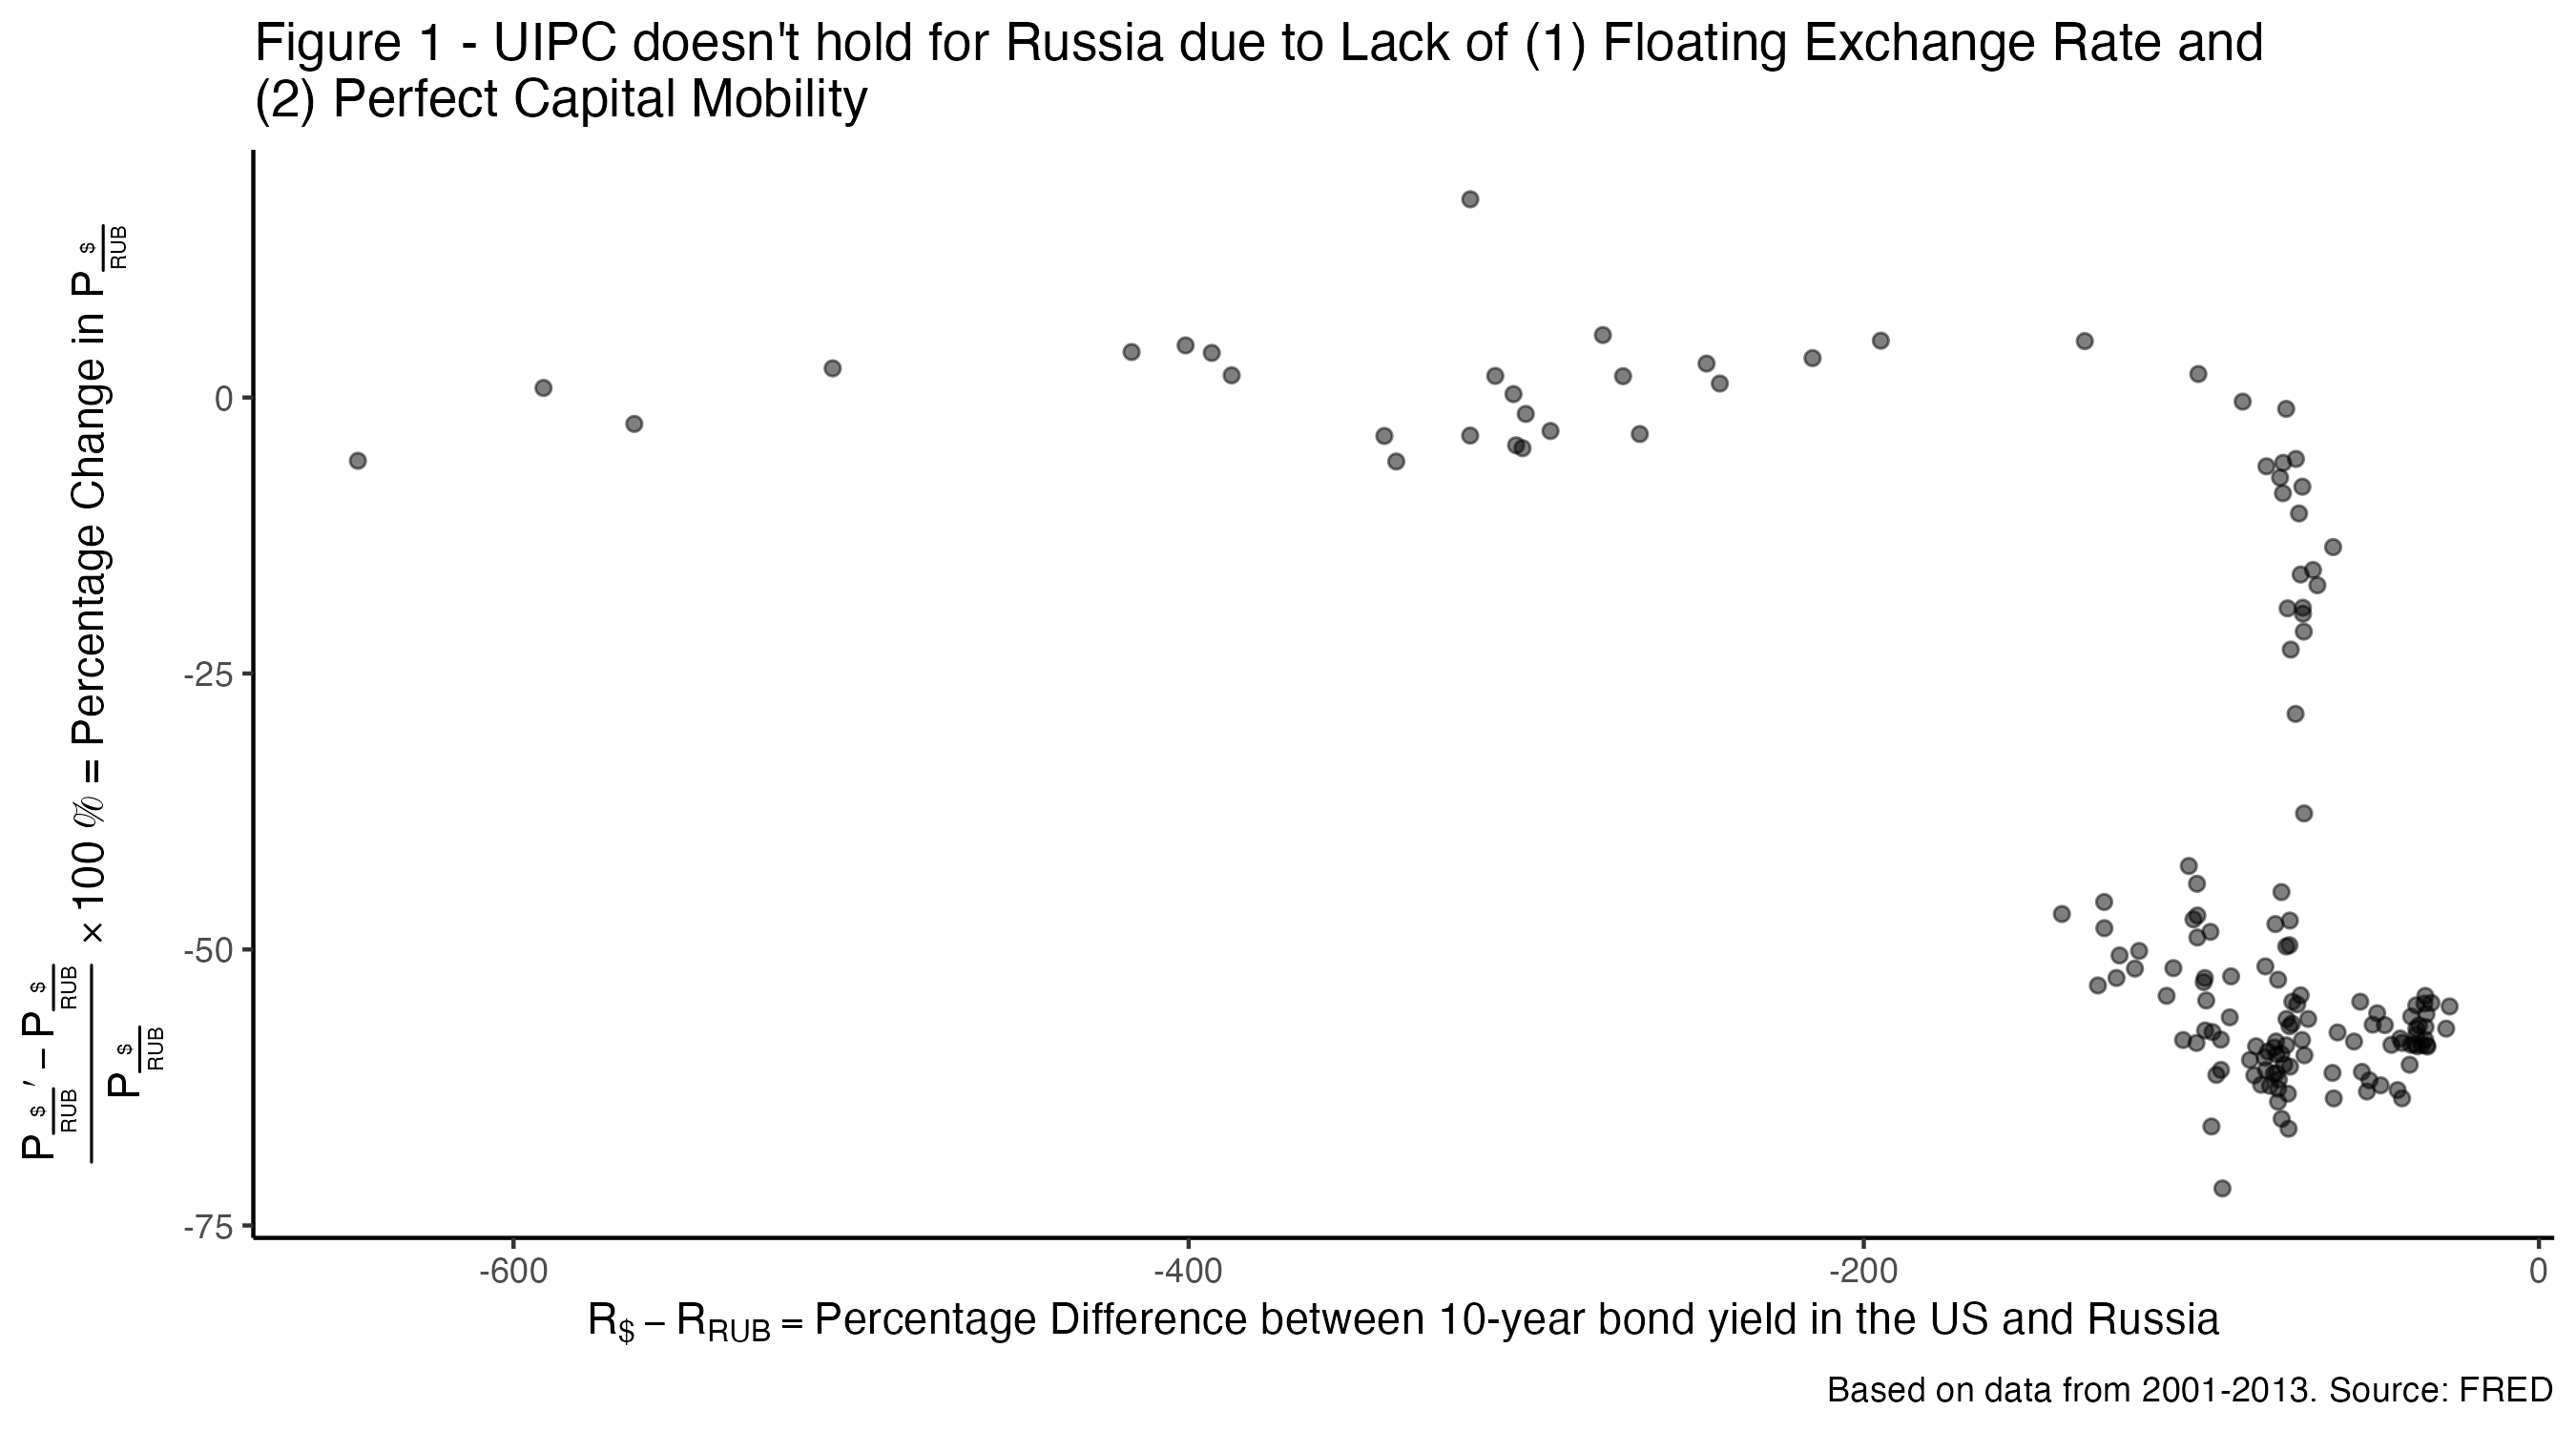 Figure 1 - UIPC doesn't hold for Russia due to Lack of (1) Floating Exchange Rate and
(2) Perfect Capital Mobility
P $/RUB ′ – P $/RUB / P $/RUB × 100 % = Percentage Change in P $/RUB
0
-25
-50
-75
-600 -400 -200 0
R$ – RRUB = Percentage Difference between 10-year bond yield in the US and Russia
Based on data from 2001-2013. Source: FRED